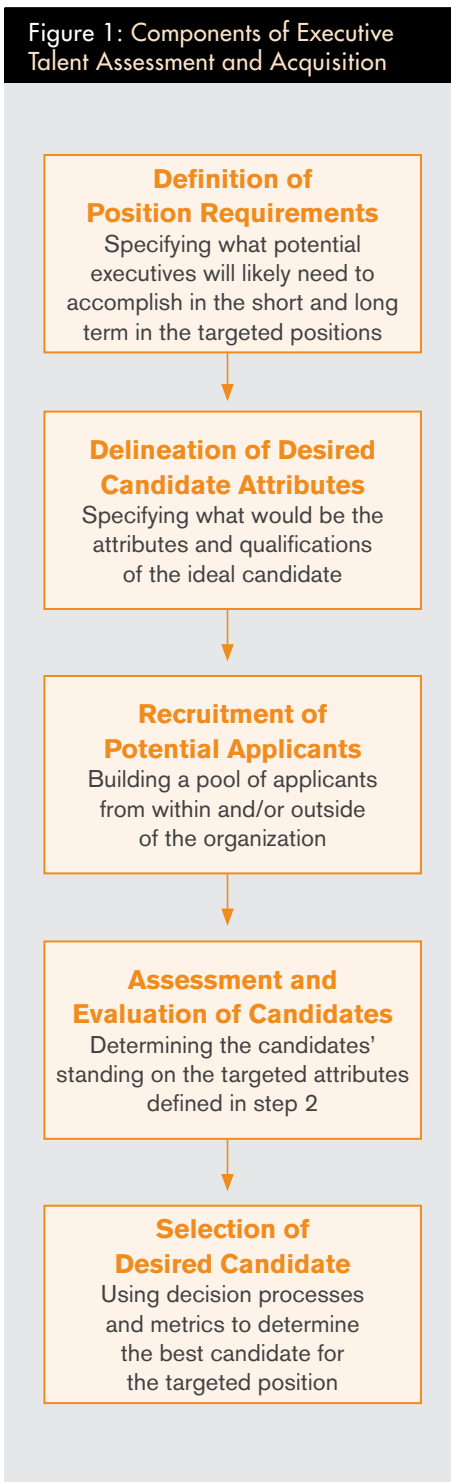 Figure 1: Components of Executive
Talent Assessment and Acquisition
Definition of
Position Requirements
Specifying what potential
executives will likely need to
accomplish in the short and long
term in the targeted positions
Delineation of Desired
Candidate Attributes
Specifying what would be the
attributes and qualifications
of the ideal candidate
Recruitment of
Potential Applicants
Building a pool of applicants
from within and/or outside
of the organization
Assessment and
Evaluation of Candidates
Determining the candidates’
standing on the targeted attributes
defined in step 2
Selection of
Desired Candidate
Using decision processes
and metrics to determine
the best candidate for
the targeted position